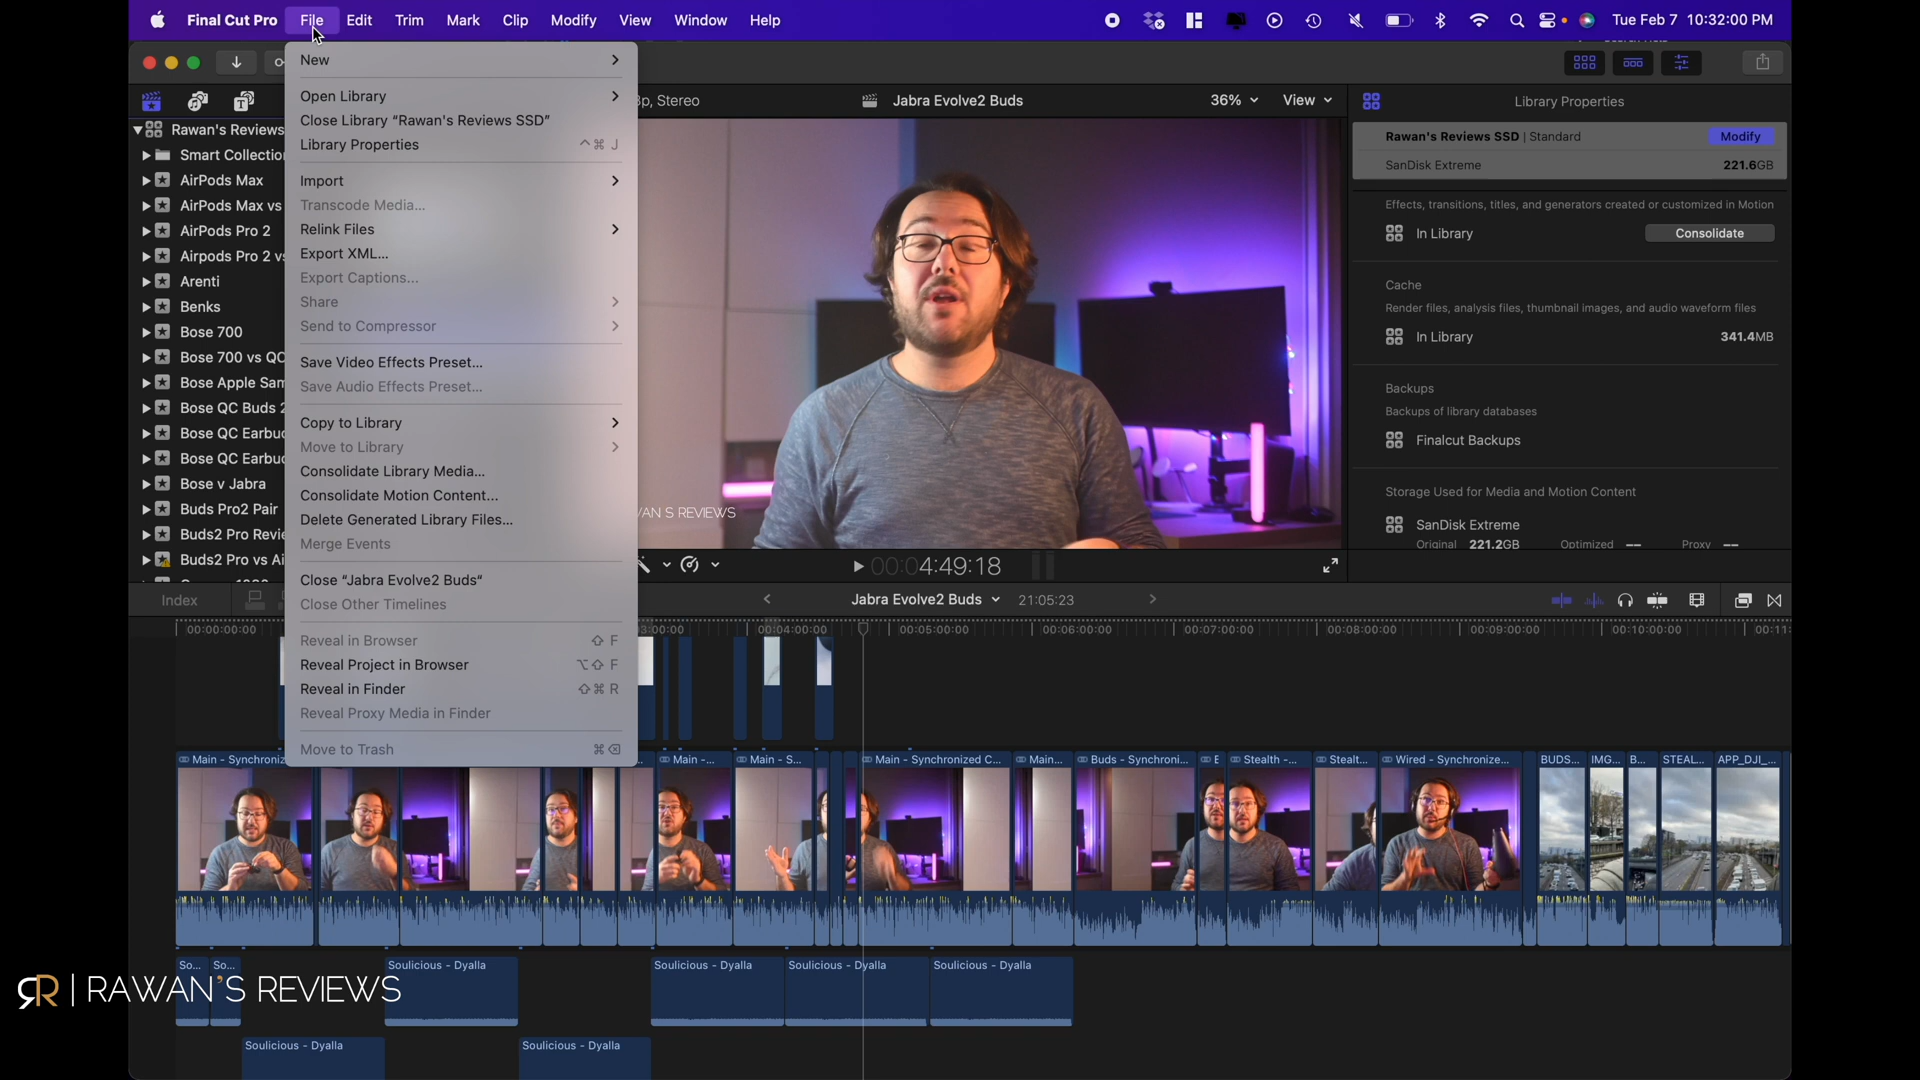 Final Cut Pro File Edit Trim Mark Clip Modify View Window Help
Tue Feb 7 10:32:00 PM
New
Open Library
Close Library “Rawan's Reviews SSD”
Library Properties ^⌘ J
Import
Transcode Media...
Relink Files
Export XML...
Export Captions...
Share
Send to Compressor
Save Video Effects Preset...
Save Audio Effects Preset...
Copy to Library
Move to Library
Consolidate Library Media...
Consolidate Motion Content...
Delete Generated Library Files...
Merge Events
Close “Jabra Evolve2 Buds”
Close Other Timelines
Reveal in Browser ⇧ F
Reveal Project in Browser ⌥⇧ F
Reveal in Finder ⇧⌘ R
Reveal Proxy Media in Finder
Move to Trash ⌘⌫
Rawan's Reviews
Smart Collectio
AirPods Max
AirPods Max vs
AirPods Pro 2
Airpods Pro 2 v
Arenti
Benks
Bose 700
Bose 700 vs QC
Bose Apple Sam
Bose QC Buds 2
Bose QC Earbu
Bose QC Earbu
Bose v Jabra
Buds Pro2 Pair
Buds2 Pro Revi
Buds2 Pro vs Ai
p, Stereo
Jabra Evolve2 Buds
36%
View
WAN S REVIEWS
00:04:49:18
Library Properties
Rawan's Reviews SSD | Standard
Modify
SanDisk Extreme
221.6GB
Effects, transitions, titles, and generators created or customized in Motion
In Library
Consolidate
Cache
Render files, analysis files, thumbnail images, and audio waveform files
In Library
341.4MB
Backups
Backups of library databases
Finalcut Backups
Storage Used for Media and Motion Content
SanDisk Extreme
Original 221.2GB Optimized -- Proxy --
Index
Jabra Evolve2 Buds
21:05:23
00:00:00:00
3:00:00
00:04:00:00
00:05:00:00
00:06:00:00
00:07:00:00
00:08:00:00
00:09:00:00
00:10:00:00
00:11:
Main - Synchroniz
Main -...
Main - S...
Main - Synchronized C...
Main...
Buds - Synchroni...
E
Stealth -...
Stealt...
Wired - Synchronize...
BUDS...
IMG...
B...
STEAL...
APP_DJI_...
So...
So...
Soulicious - Dyalla
Soulicious - Dyalla
Soulicious - Dyalla
Soulicious - Dyalla
Soulicious - Dyalla
Soulicious - Dyalla
RR | RAWAN'S REVIEWS